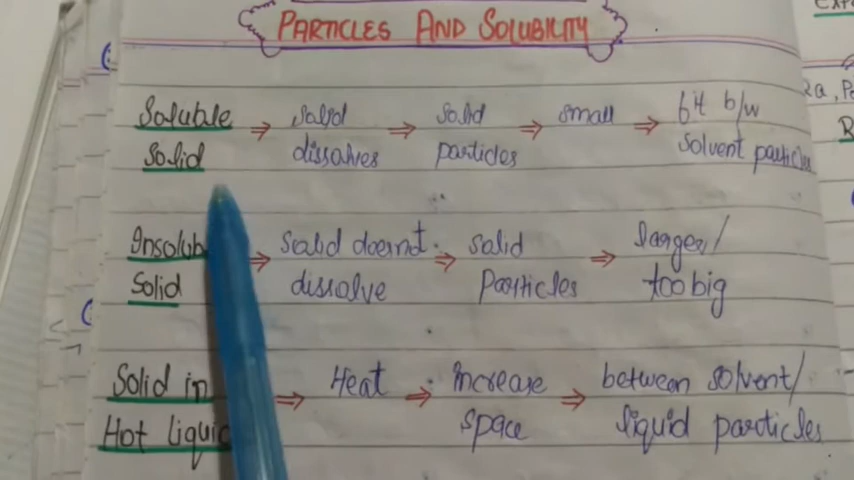 PARTICLES AND SOLUBILITY
Soluble ⇒ solid ⇒ solid ⇒ small ⇒ fit b/w
Solid dissolves particles solvent particles
Insolub ⇒ solid doesnt ⇒ solid ⇒ larger/
Solid dissolve Particles too big
Solid in ⇒ Heat ⇒ increase ⇒ between solvent/
Hot liquid space liquid particles